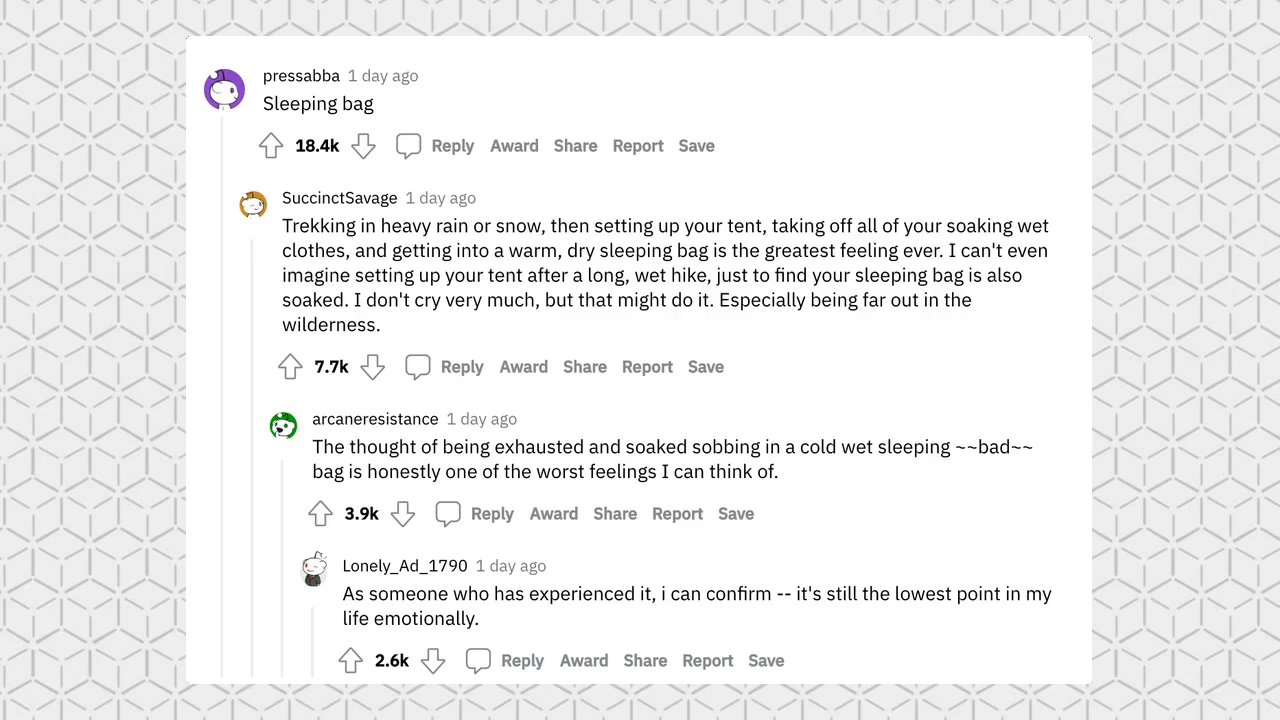 pressabba 1 day ago
Sleeping bag
18.4k Reply Award Share Report Save
SuccinctSavage 1 day ago
Trekking in heavy rain or snow, then setting up your tent, taking off all of your soaking wet
clothes, and getting into a warm, dry sleeping bag is the greatest feeling ever. I can't even
imagine setting up your tent after a long, wet hike, just to find your sleeping bag is also
soaked. I don't cry very much, but that might do it. Especially being far out in the
wilderness.
7.7k Reply Award Share Report Save
arcaneresistance 1 day ago
The thought of being exhausted and soaked sobbing in a cold wet sleeping ~~bad~~
bag is honestly one of the worst feelings I can think of.
3.9k Reply Award Share Report Save
Lonely_Ad_1790 1 day ago
As someone who has experienced it, i can confirm -- it's still the lowest point in my
life emotionally.
2.6k Reply Award Share Report Save